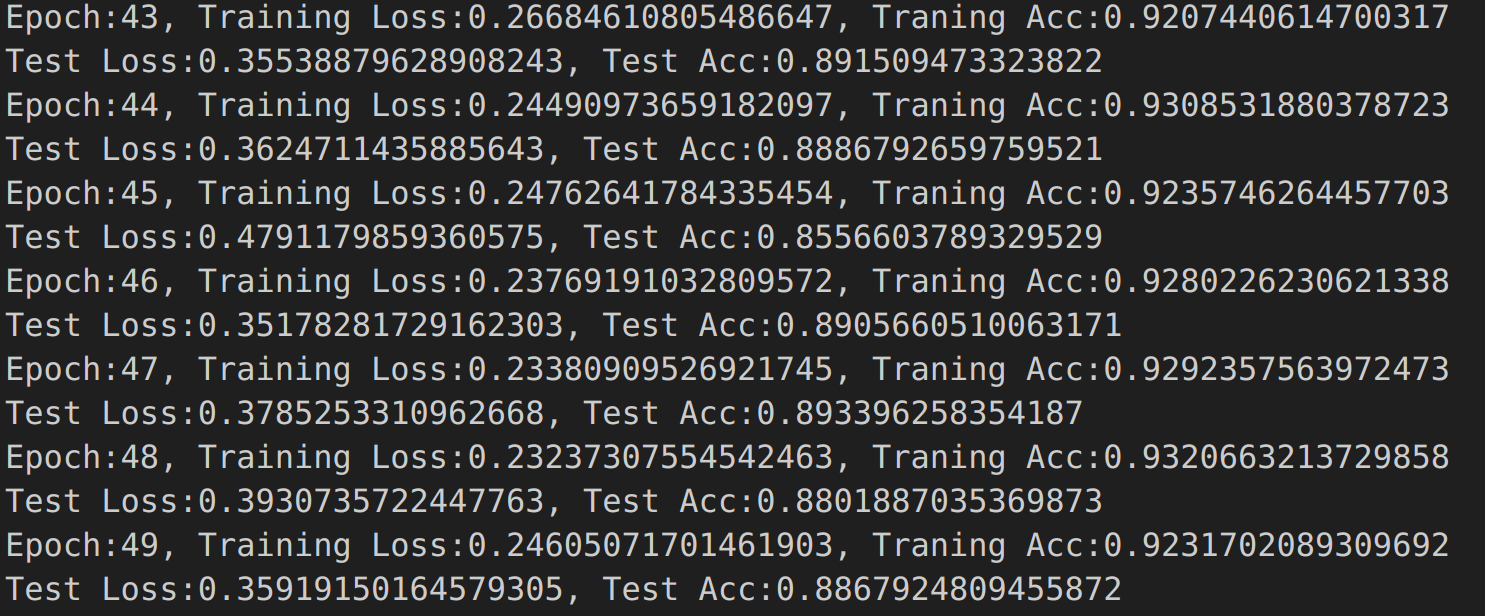 Epoch:43, Training Loss:0.26684610805486647, Traning Acc:0.9207440614700317
Test Loss:0.35538879628908243, Test Acc:0.891509473323822
Epoch:44, Training Loss:0.24490973659182097, Traning Acc:0.9308531880378723
Test Loss:0.3624711435885643, Test Acc:0.8886792659759521
Epoch:45, Training Loss:0.24762641784335454, Traning Acc:0.9235746264457703
Test Loss:0.4791179859360575, Test Acc:0.8556603789329529
Epoch:46, Training Loss:0.23769191032809572, Traning Acc:0.9280226230621338
Test Loss:0.35178281729162303, Test Acc:0.8905660510063171
Epoch:47, Training Loss:0.23380909526921745, Traning Acc:0.9292357563972473
Test Loss:0.3785253310962668, Test Acc:0.893396258354187
Epoch:48, Training Loss:0.23237307554542463, Traning Acc:0.9320663213729858
Test Loss:0.3930735722447763, Test Acc:0.8801887035369873
Epoch:49, Training Loss:0.24605071701461903, Traning Acc:0.9231702089309692
Test Loss:0.35919150164579305, Test Acc:0.8867924809455872